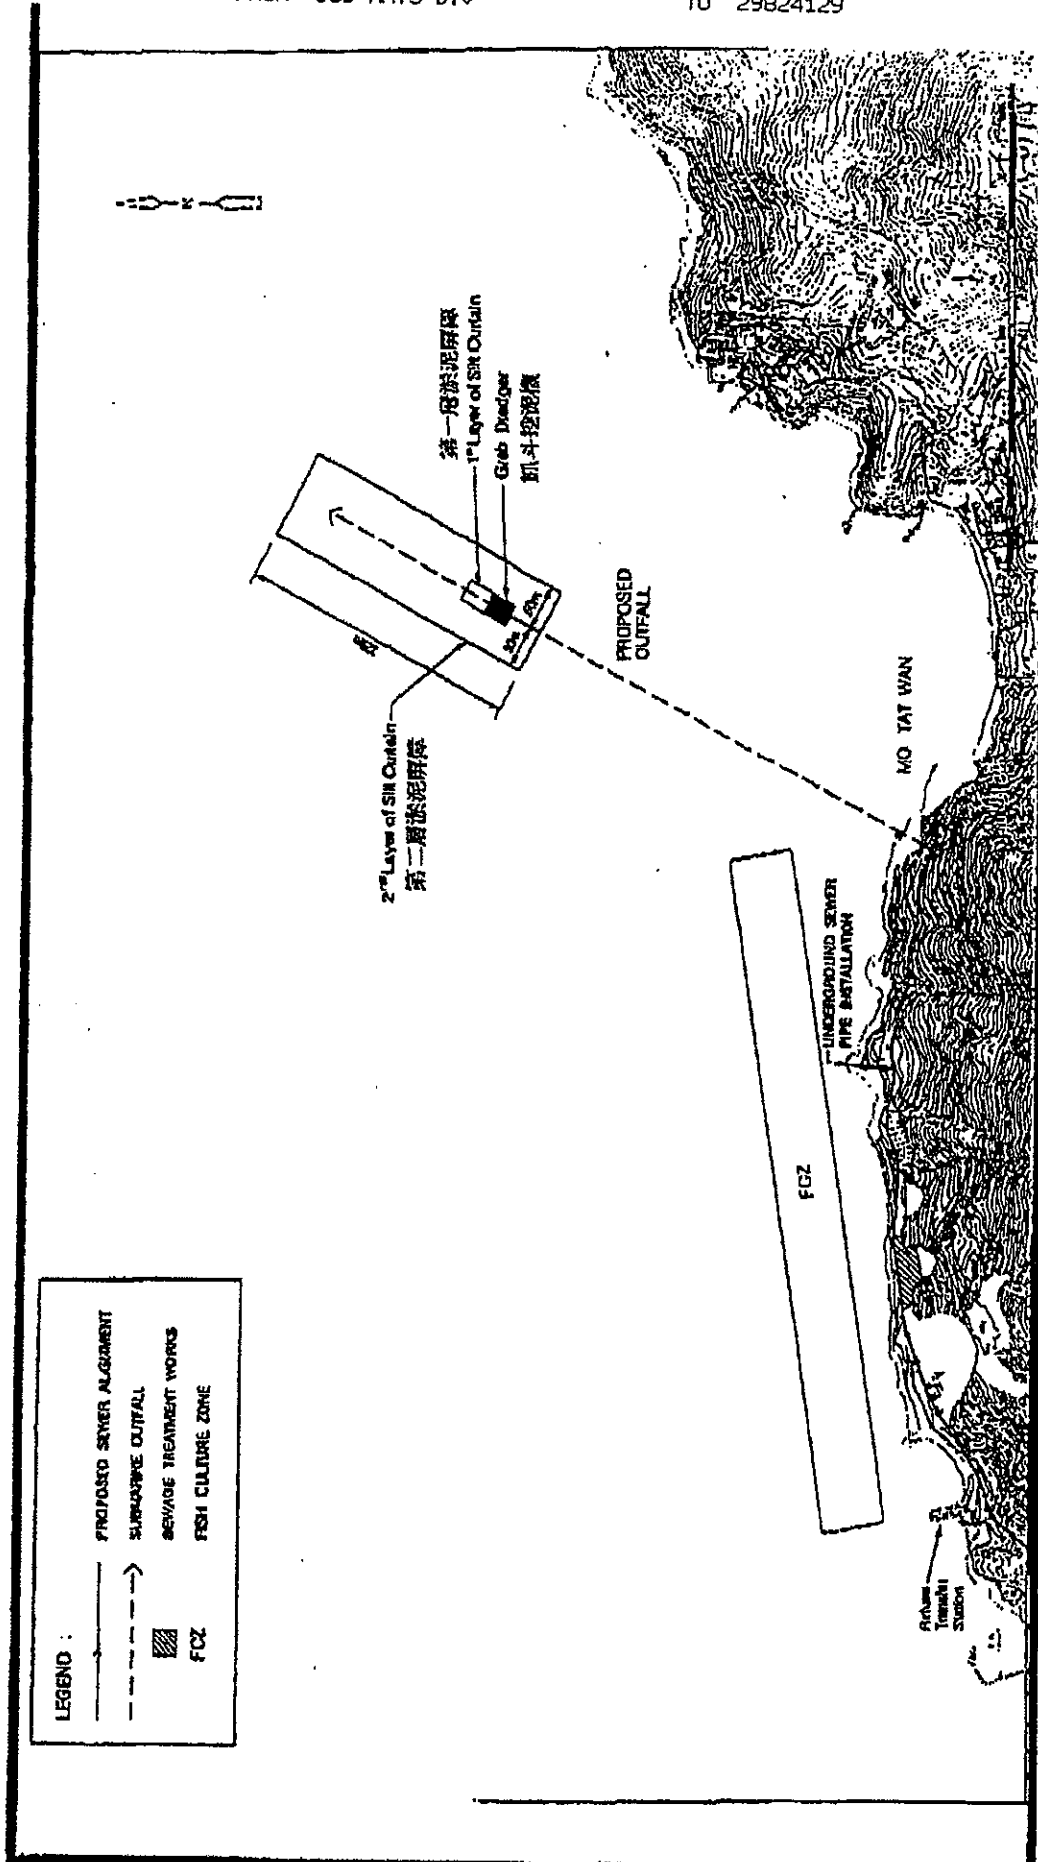 TO 29824129
LEGEND :
PROPOSED SEWER ALIGNMENT
SUBMARINE OUTFALL
SEWAGE TREATMENT WORKS
FCZ FISH CULTURE ZONE
第一層淤泥屏障
1st Layer of Silt Curtain
Grab Dredger
抓斗挖泥機
2nd Layer of Silt Curtain
第二層淤泥屏障
30m
60m
PROPOSED
OUTFALL
MO TAT WAN
UNDERGROUND SEWER
PIPE INSTALLATION
FCZ
Refuse
Transfer
Station